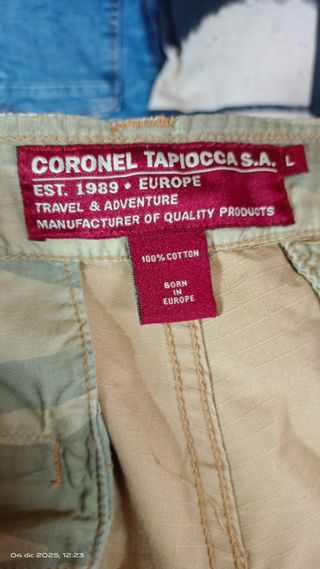 CORONEL TAPIOCCA S.A. L
EST. 1989 • EUROPE
TRAVEL & ADVENTURE
MANUFACTURER OF QUALITY PRODUCTS
100% COTTON
BORN
IN
EUROPE
04 dic 2025, 12:23